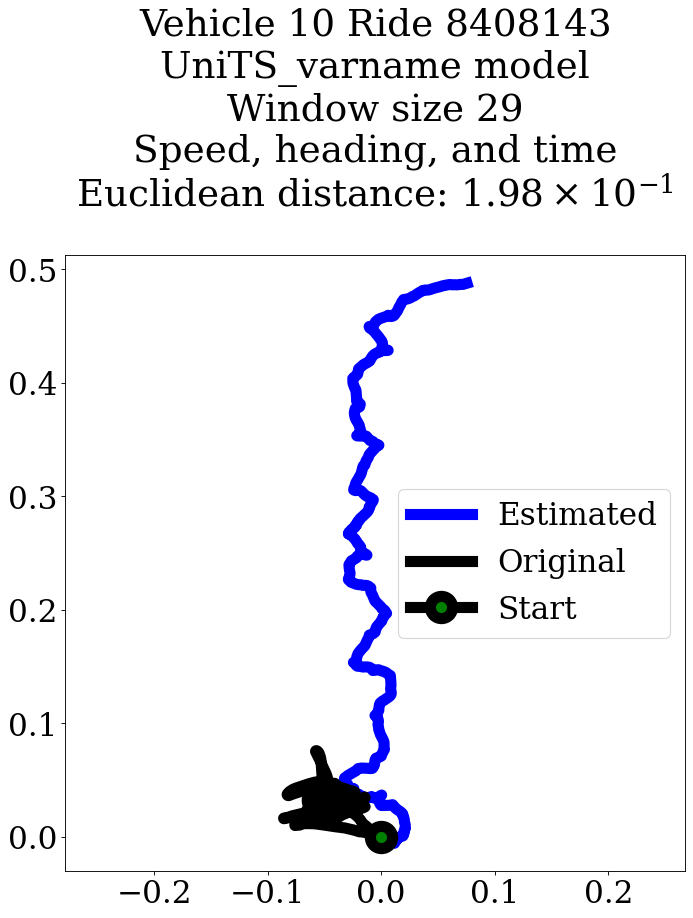 Vehicle 10 Ride 8408143
UniTS_varname model
Window size 29
Speed, heading, and time
Euclidean distance: 1.98 × 10⁻¹
0.5
0.4
0.3
0.2
0.1
0.0
Estimated
Original
Start
−0.2
−0.1
0.0
0.1
0.2